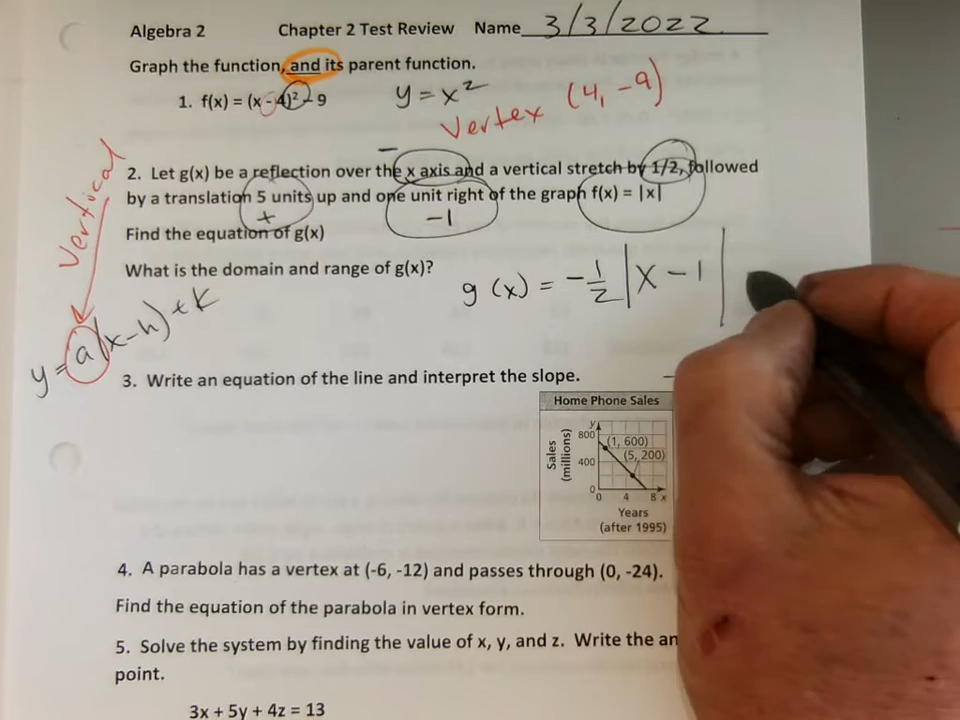 Algebra 2 Chapter 2 Test Review Name 3/3/2022
Graph the function, and its parent function.
1. f(x) = (x - 4)² - 9 y = x² Vertex (4, -9)
2. Let g(x) be a reflection over the x axis and a vertical stretch by 1/2, followed
by a translation 5 units up and one unit right of the graph f(x) = |x|
+ -1
Find the equation of g(x)
What is the domain and range of g(x)?
g(x) = -1/2 |x - 1|
Vertical
y = a(x-h) + k
3. Write an equation of the line and interpret the slope.
Home Phone Sales
Sales (millions)
y
800
400
0
(1, 600)
(5, 200)
0 4 8 x
Years
(after 1995)
4. A parabola has a vertex at (-6, -12) and passes through (0, -24).
Find the equation of the parabola in vertex form.
5. Solve the system by finding the value of x, y, and z. Write the an
point.
3x + 5y + 4z = 13